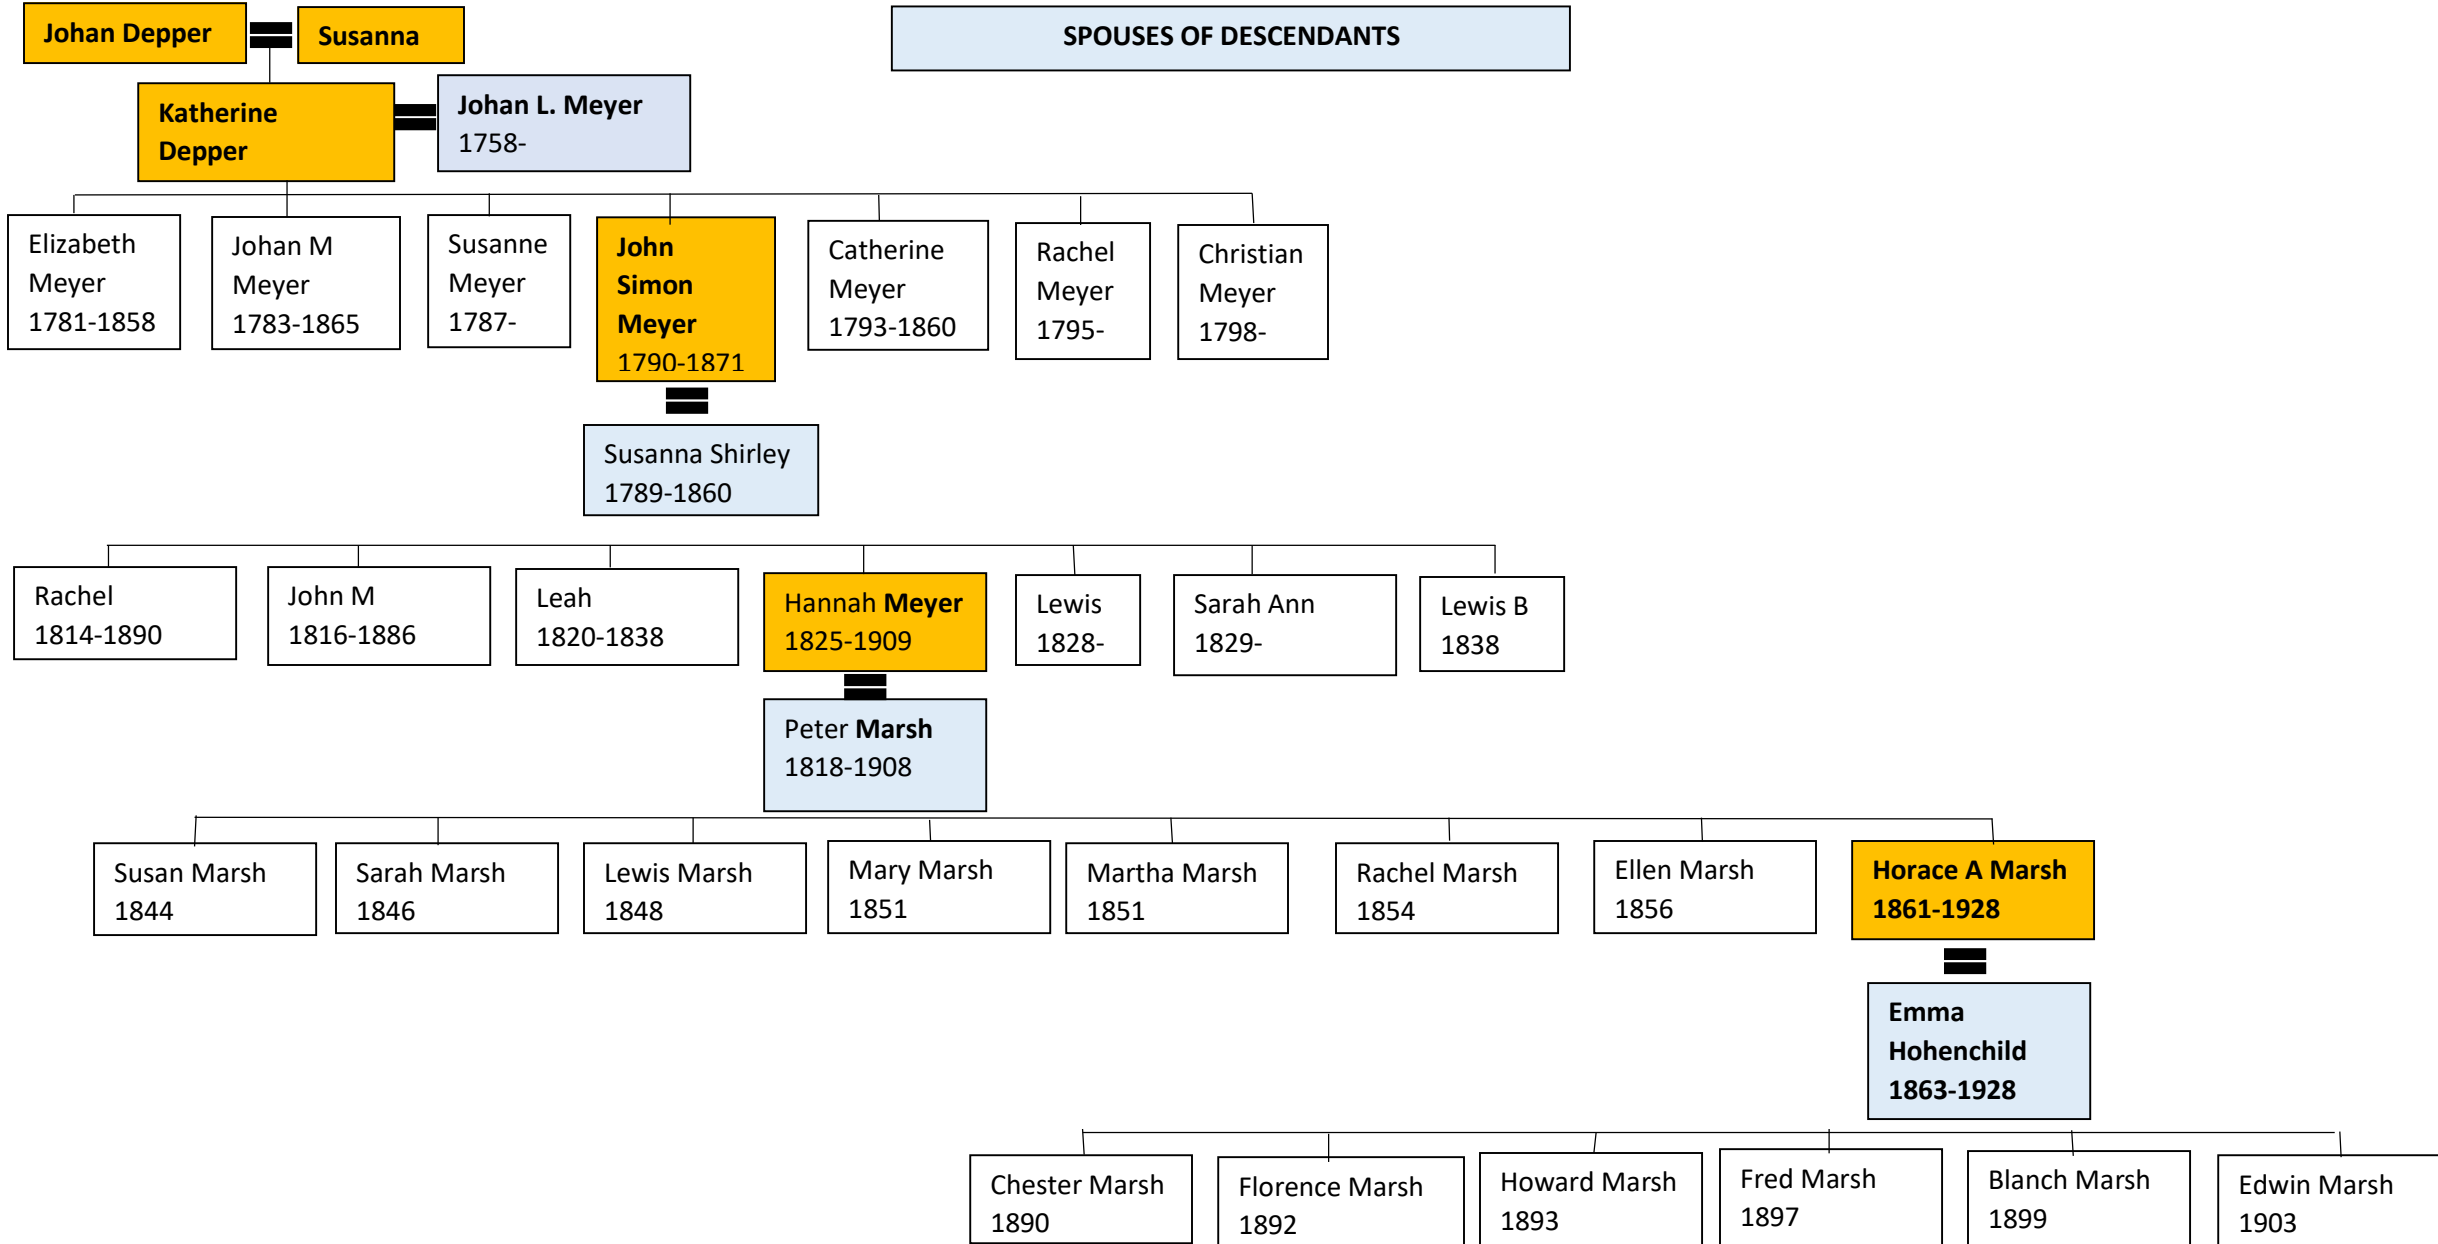 Johan Depper
Susanna
SPOUSES OF DESCENDANTS
Katherine
Depper
Johan L. Meyer
1758-
Elizabeth
Meyer
1781-1858
Johan M
Meyer
1783-1865
Susanne
Meyer
1787-
John
Simon
Meyer
1790-1871
Catherine
Meyer
1793-1860
Rachel
Meyer
1795-
Christian
Meyer
1798-
Susanna Shirley
1789-1860
Rachel
1814-1890
John M
1816-1886
Leah
1820-1838
Hannah Meyer
1825-1909
Lewis
1828-
Sarah Ann
1829-
Lewis B
1838
Peter Marsh
1818-1908
Susan Marsh
1844
Sarah Marsh
1846
Lewis Marsh
1848
Mary Marsh
1851
Martha Marsh
1851
Rachel Marsh
1854
Ellen Marsh
1856
Horace A Marsh
1861-1928
Emma
Hohenchild
1863-1928
Chester Marsh
1890
Florence Marsh
1892
Howard Marsh
1893
Fred Marsh
1897
Blanch Marsh
1899
Edwin Marsh
1903